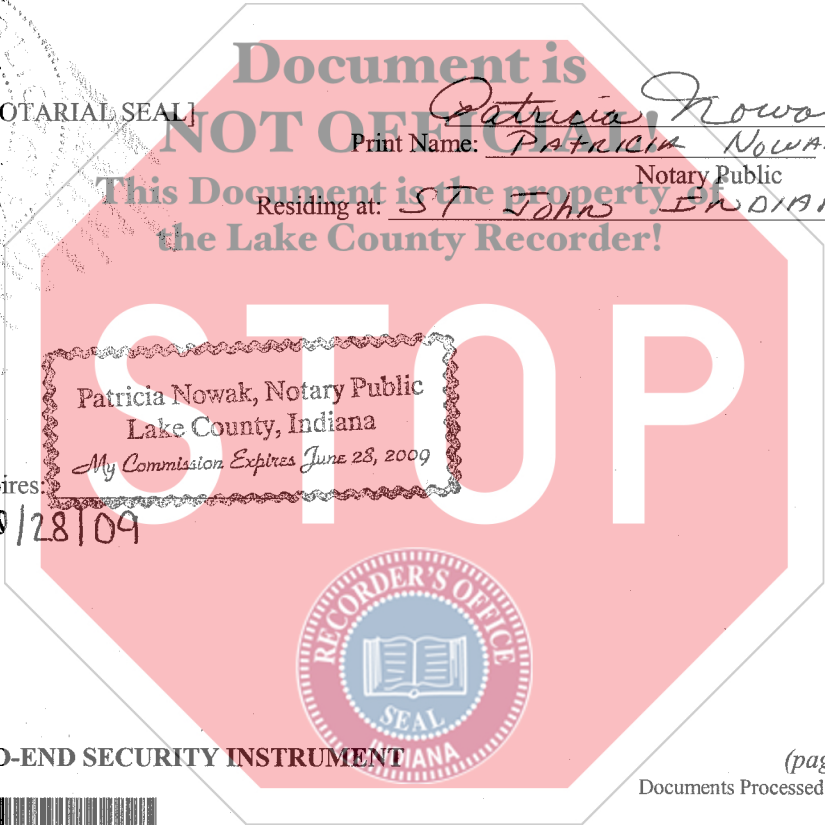 Document is
OTARIAL SEAL]
Patricia Nowa
NOT OFFICIAL!
Print Name: PATRICIA NOWA
Notary Public
This Document is the property of
Residing at: ST John INDIAN
the Lake County Recorder!
STOP
Patricia Nowak, Notary Public
Lake County, Indiana
My Commission Expires June 28, 2009
ires:
/28/09
RECORDER'S OFFICE
SEAL
INDIANA
D-END SECURITY INSTRUMENT
(pag
Documents Processed